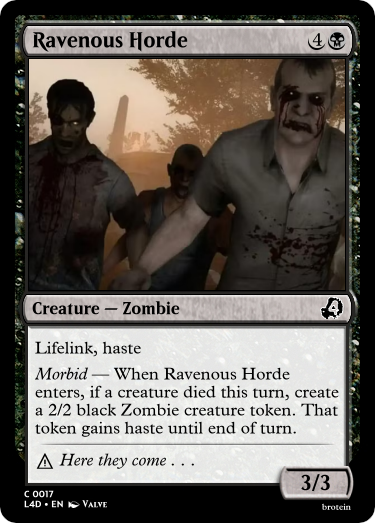 Ravenous Horde 4
Creature — Zombie 4
Lifelink, haste
Morbid — When Ravenous Horde
enters, if a creature died this turn, create
a 2/2 black Zombie creature token. That
token gains haste until end of turn.
Here they come . . .
3/3
C 0017
L4D • EN VALVE
brotein